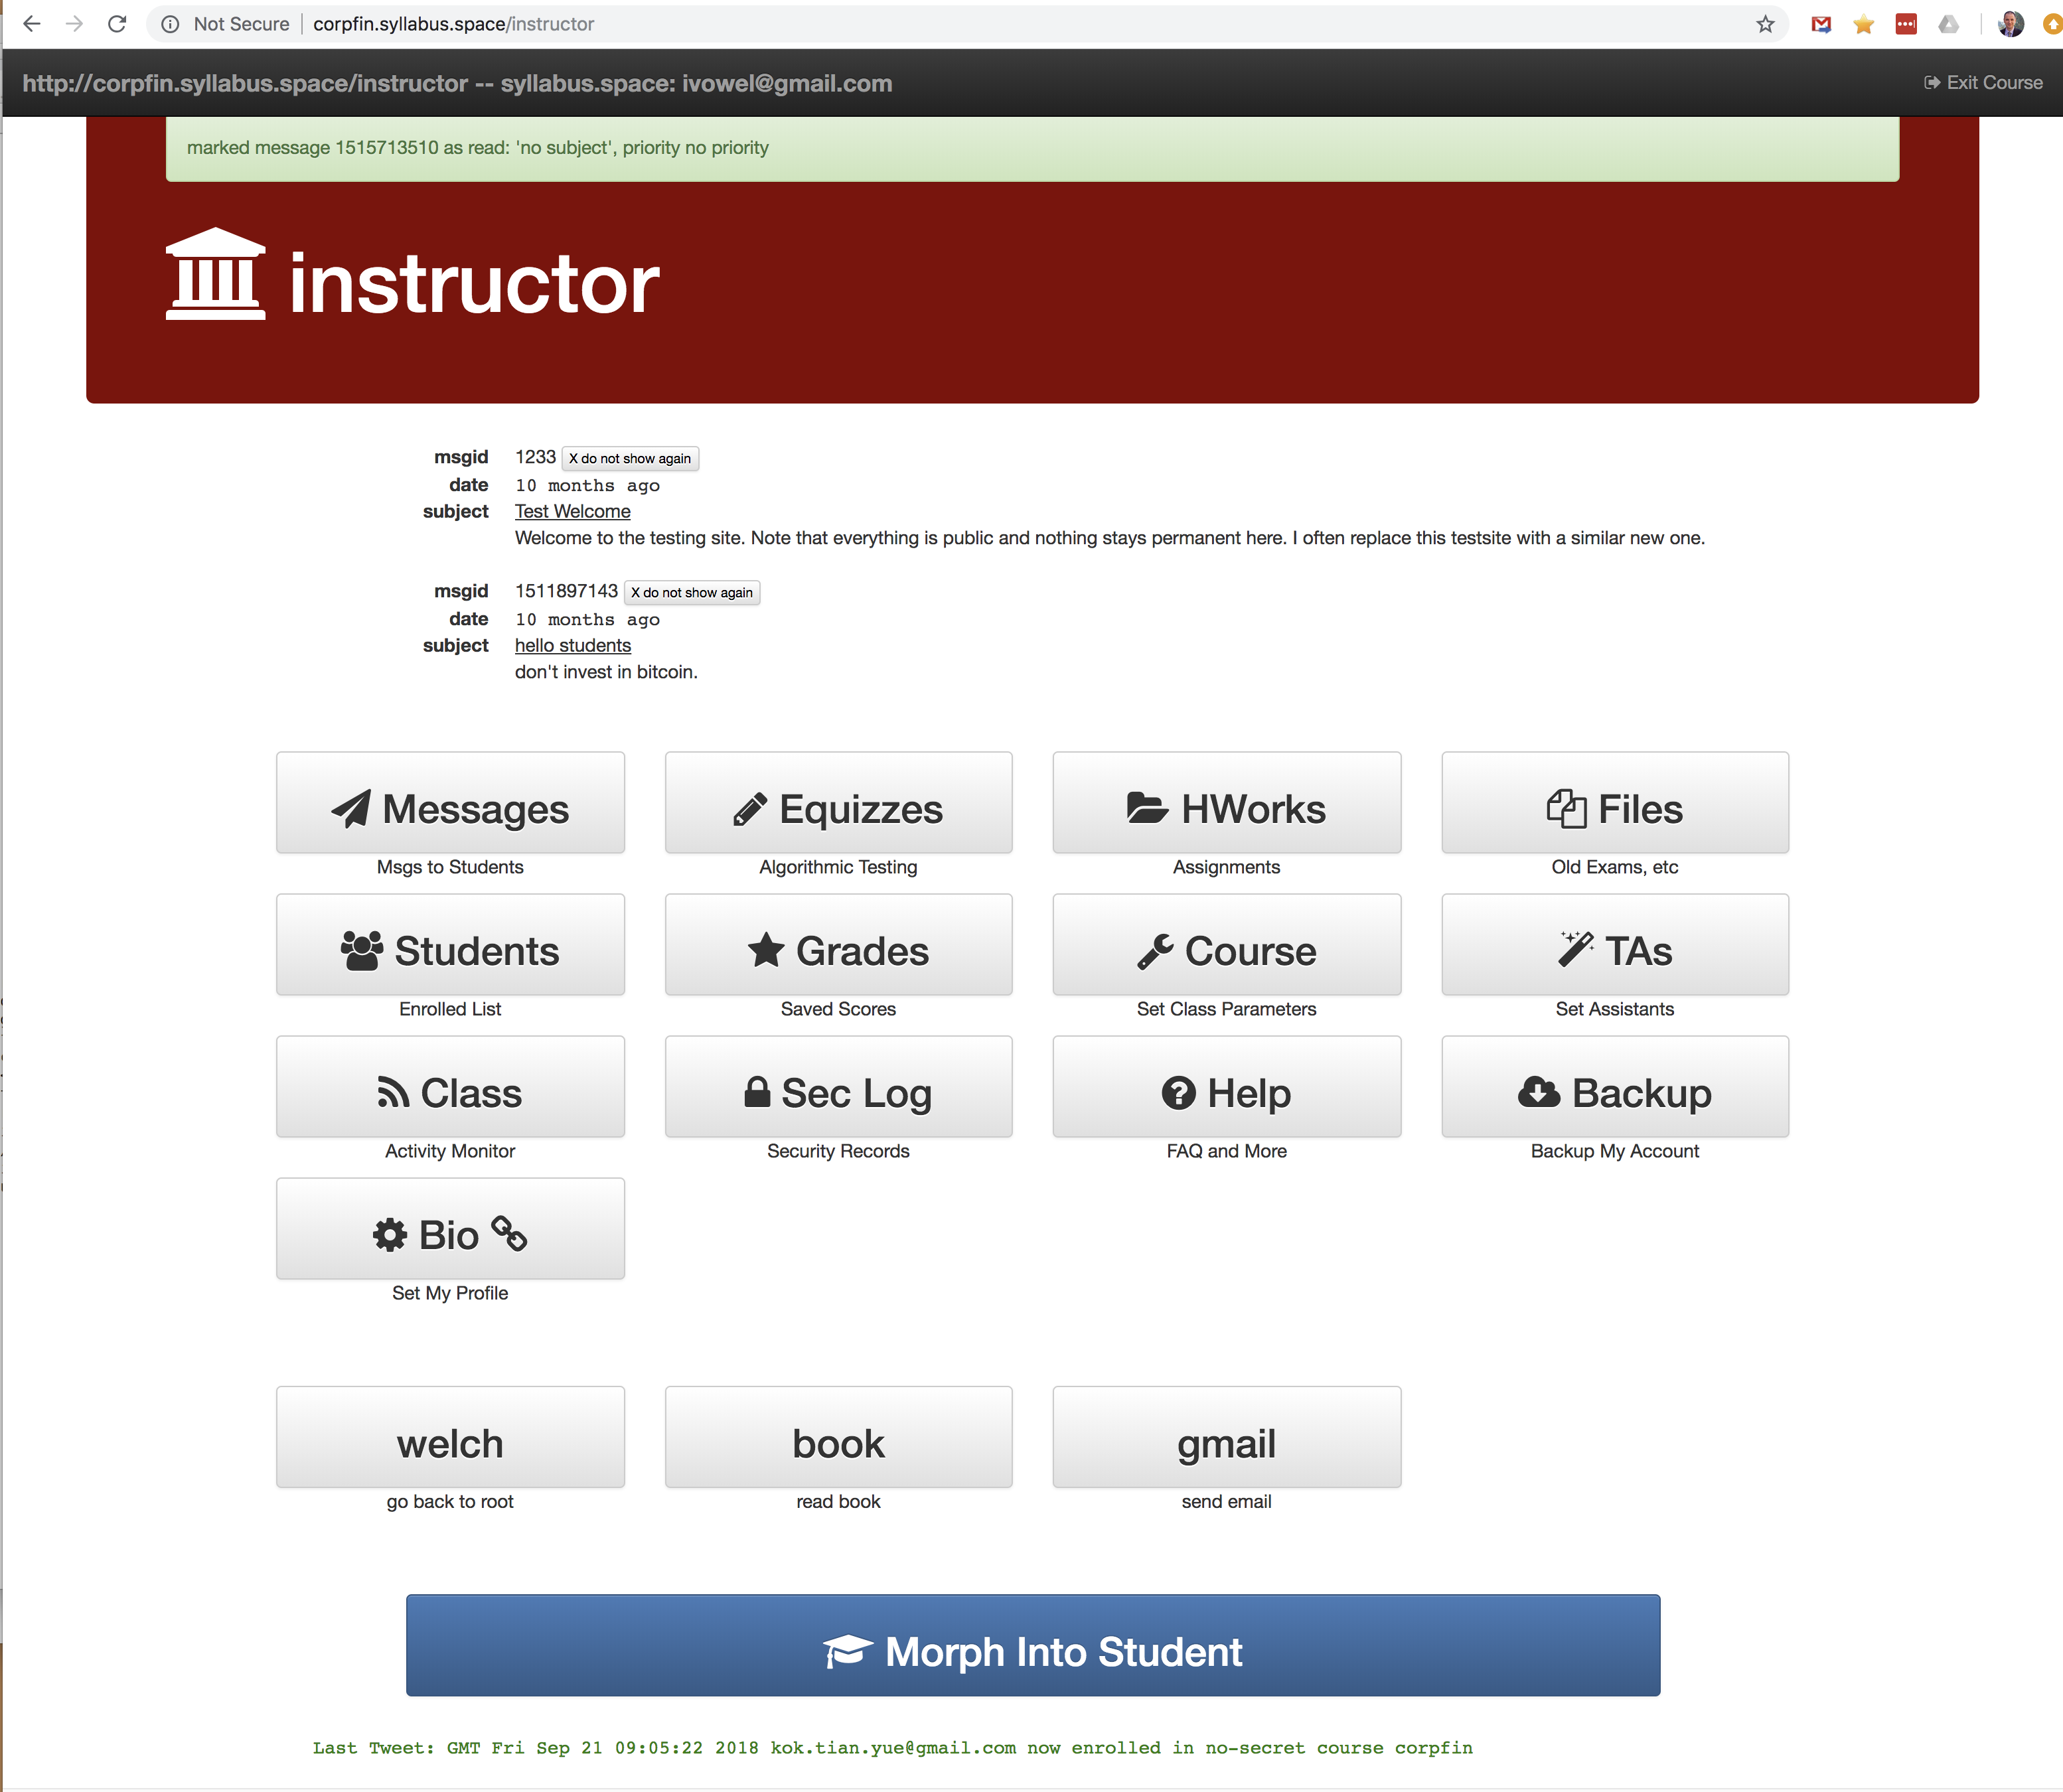 Not Secure | corpfin.syllabus.space/instructor
http://corpfin.syllabus.space/instructor -- syllabus.space: ivowel@gmail.com
Exit Course
marked message 1515713510 as read: 'no subject', priority no priority
instructor
msgid 1233 X do not show again
date 10 months ago
subject Test Welcome
Welcome to the testing site. Note that everything is public and nothing stays permanent here. I often replace this testsite with a similar new one.
msgid 1511897143 X do not show again
date 10 months ago
subject hello students
don't invest in bitcoin.
Messages Equizzes HWorks Files
Msgs to Students Algorithmic Testing Assignments Old Exams, etc
Students Grades Course TAs
Enrolled List Saved Scores Set Class Parameters Set Assistants
Class Sec Log Help Backup
Activity Monitor Security Records FAQ and More Backup My Account
Bio
Set My Profile
welch book gmail
go back to root read book send email
Morph Into Student
Last Tweet: GMT Fri Sep 21 09:05:22 2018 kok.tian.yue@gmail.com now enrolled in no-secret course corpfin